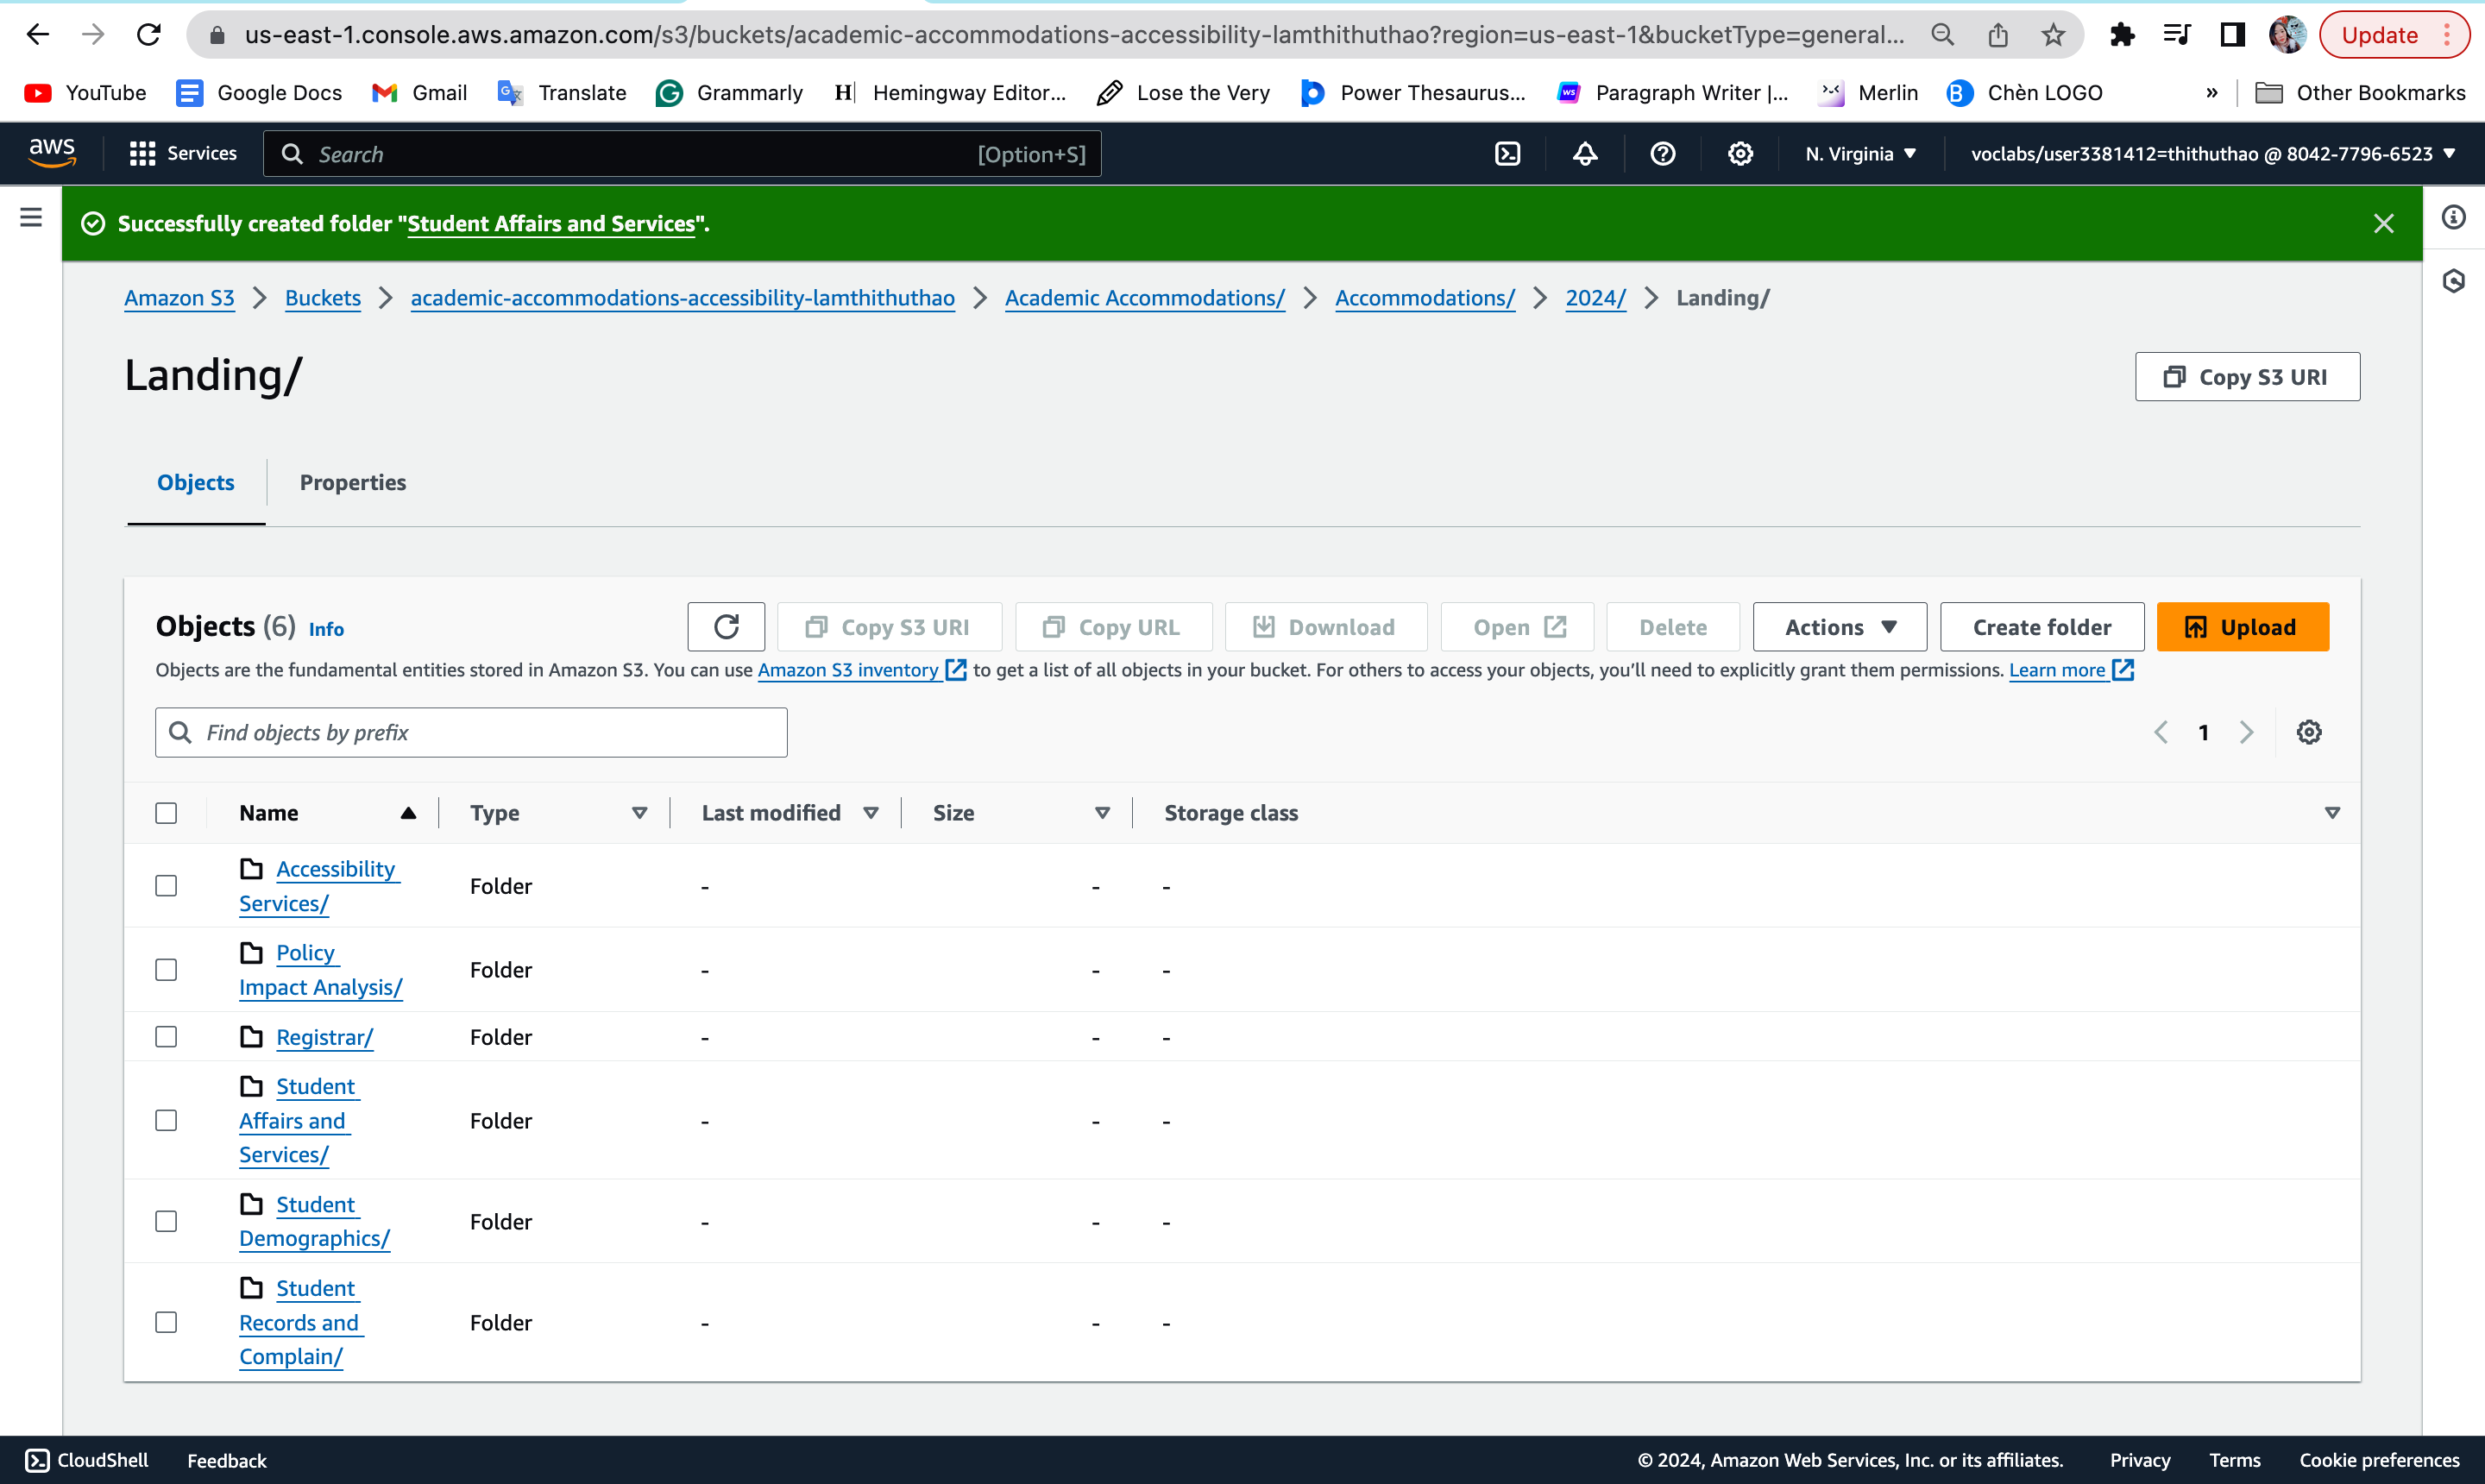 us-east-1.console.aws.amazon.com/s3/buckets/academic-accommodations-accessibility-lamthithuthao?region=us-east-1&bucketType=general...
Update
YouTube
Google Docs
Gmail
Translate
Grammarly
Hemingway Editor...
Lose the Very
Power Thesaurus...
Paragraph Writer |...
Merlin
Chèn LOGO
»
Other Bookmarks
aws
Services
Search
[Option+S]
N. Virginia
voclabs/user3381412=thithuthao @ 8042-7796-6523
Successfully created folder "Student Affairs and Services".
Amazon S3 > Buckets > academic-accommodations-accessibility-lamthithuthao > Academic Accommodations/ > Accommodations/ > 2024/ > Landing/
Landing/
Copy S3 URI
Objects
Properties
Objects (6) Info
Copy S3 URI
Copy URL
Download
Open
Delete
Actions
Create folder
Upload
Objects are the fundamental entities stored in Amazon S3. You can use Amazon S3 inventory to get a list of all objects in your bucket. For others to access your objects, you’ll need to explicitly grant them permissions. Learn more
Find objects by prefix
1
Name
Type
Last modified
Size
Storage class
Accessibility
Services/
Folder
-
-
-
Policy
Impact Analysis/
Folder
-
-
-
Registrar/
Folder
-
-
-
Student
Affairs and
Services/
Folder
-
-
-
Student
Demographics/
Folder
-
-
-
Student
Records and
Complain/
Folder
-
-
-
CloudShell
Feedback
© 2024, Amazon Web Services, Inc. or its affiliates.
Privacy
Terms
Cookie preferences